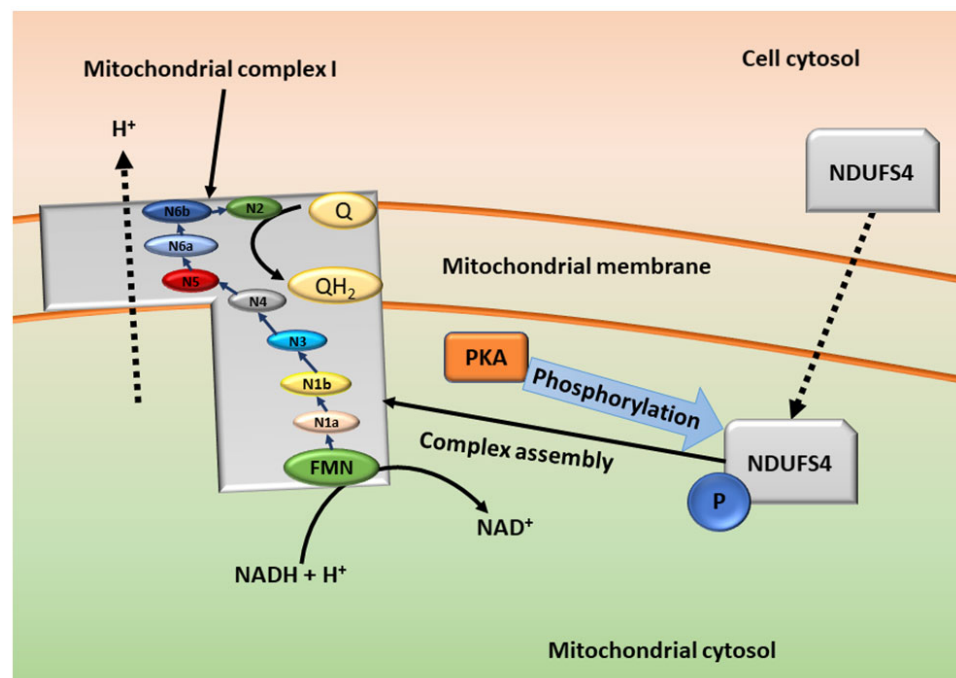 Cell cytosol
Mitochondrial complex I
H⁺
NDUFS4
N6b
N2
Q
N6a
Mitochondrial membrane
N5
QH₂
N4
N3
PKA
Phosphorylation
N1b
N1a
Complex assembly
FMN
NDUFS4
P
NAD⁺
NADH + H⁺
Mitochondrial cytosol